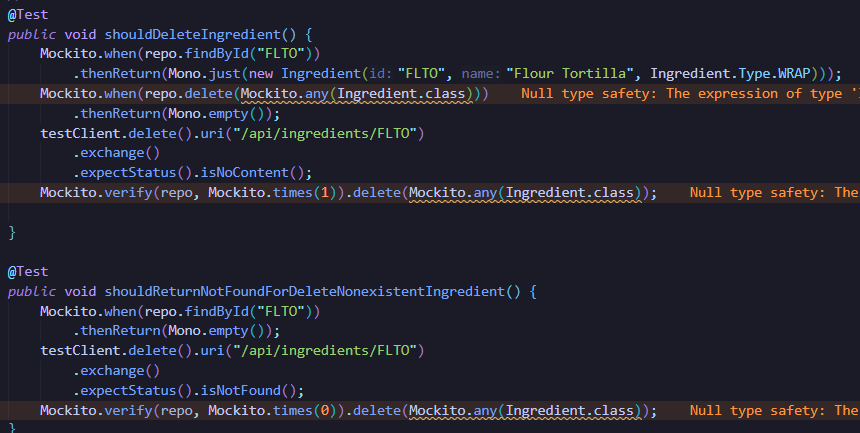 @Test
public void shouldDeleteIngredient() {
Mockito.when(repo.findById("FLTO"))
.thenReturn(Mono.just(new Ingredient(id: "FLTO", name: "Flour Tortilla", Ingredient.Type.WRAP)));
Mockito.when(repo.delete(Mockito.any(Ingredient.class))) Null type safety: The expression of type '
.thenReturn(Mono.empty());
testClient.delete().uri("/api/ingredients/FLTO")
.exchange()
.expectStatus().isNoContent();
Mockito.verify(repo, Mockito.times(1)).delete(Mockito.any(Ingredient.class)); Null type safety: The
}
@Test
public void shouldReturnNotFoundForDeleteNonexistentIngredient() {
Mockito.when(repo.findById("FLTO"))
.thenReturn(Mono.empty());
testClient.delete().uri("/api/ingredients/FLTO")
.exchange()
.expectStatus().isNotFound();
Mockito.verify(repo, Mockito.times(0)).delete(Mockito.any(Ingredient.class)); Null type safety: The
}